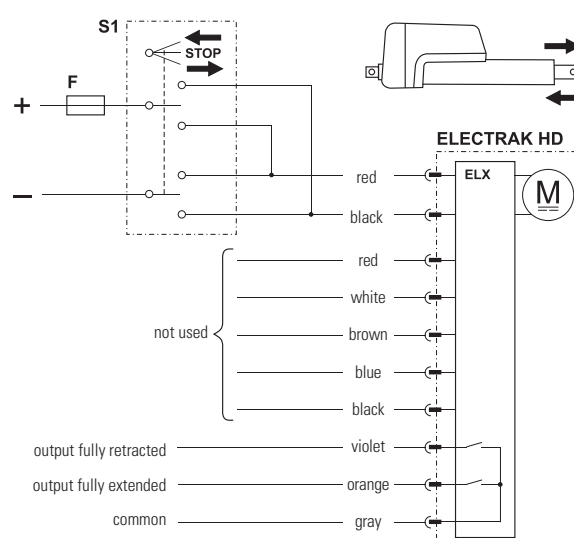 S1
STOP
F
+
–
ELECTRAK HD
ELX
M
red
black
red
white
not used
brown
blue
black
output fully retracted violet
output fully extended orange
common gray